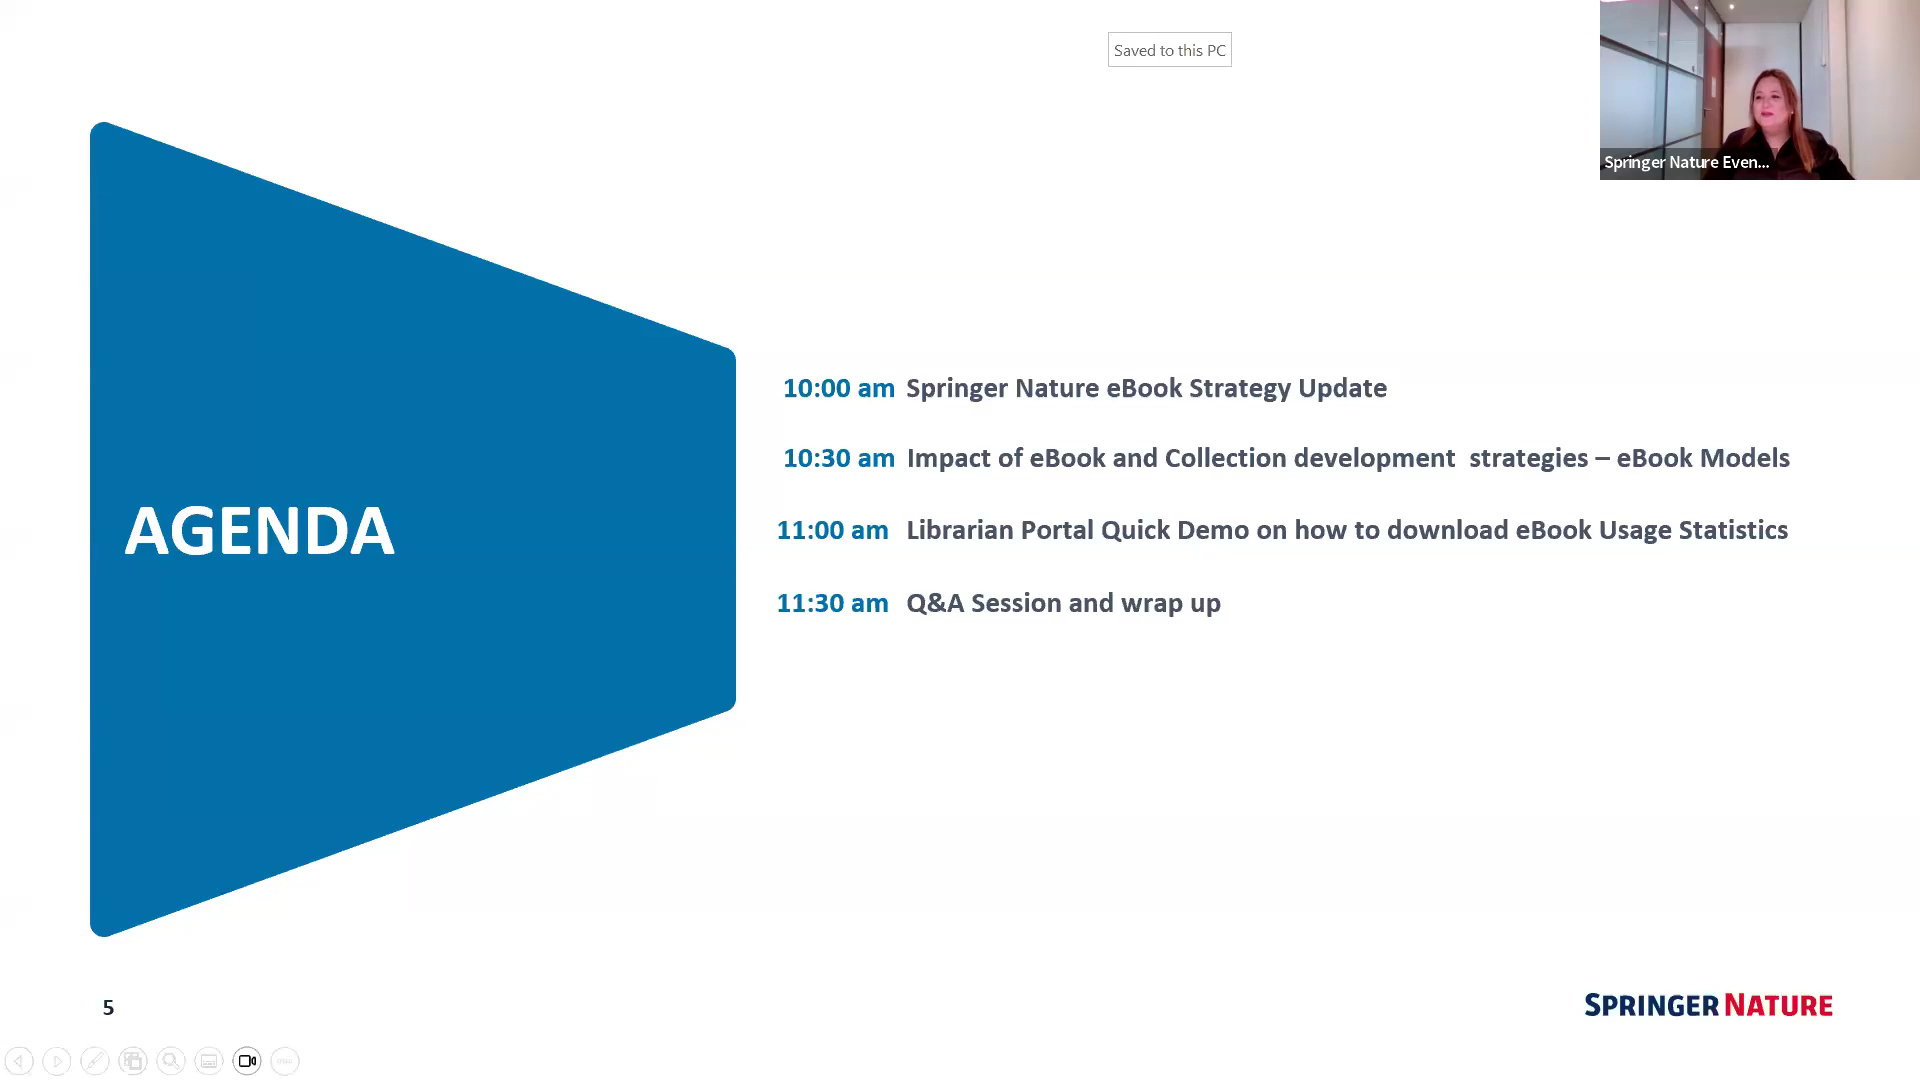 Saved to this PC
Springer Nature Even...
AGENDA
10:00 am Springer Nature eBook Strategy Update
10:30 am Impact of eBook and Collection development strategies – eBook Models
11:00 am Librarian Portal Quick Demo on how to download eBook Usage Statistics
11:30 am Q&A Session and wrap up
5
SPRINGER NATURE